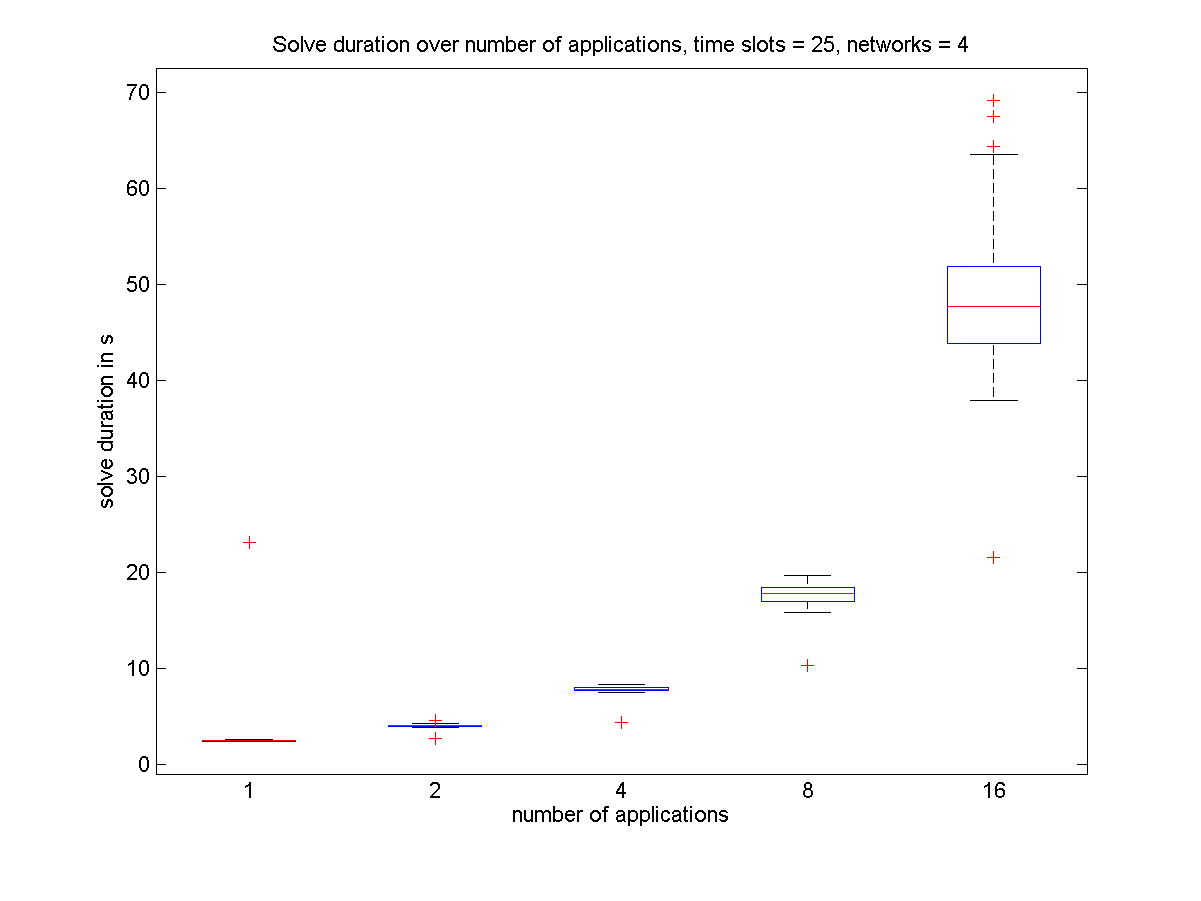 Solve duration over number of applications, time slots = 25, networks = 4
70
60
50
40
30
20
10
0
solve duration in s
1 2 4 8 16
number of applications